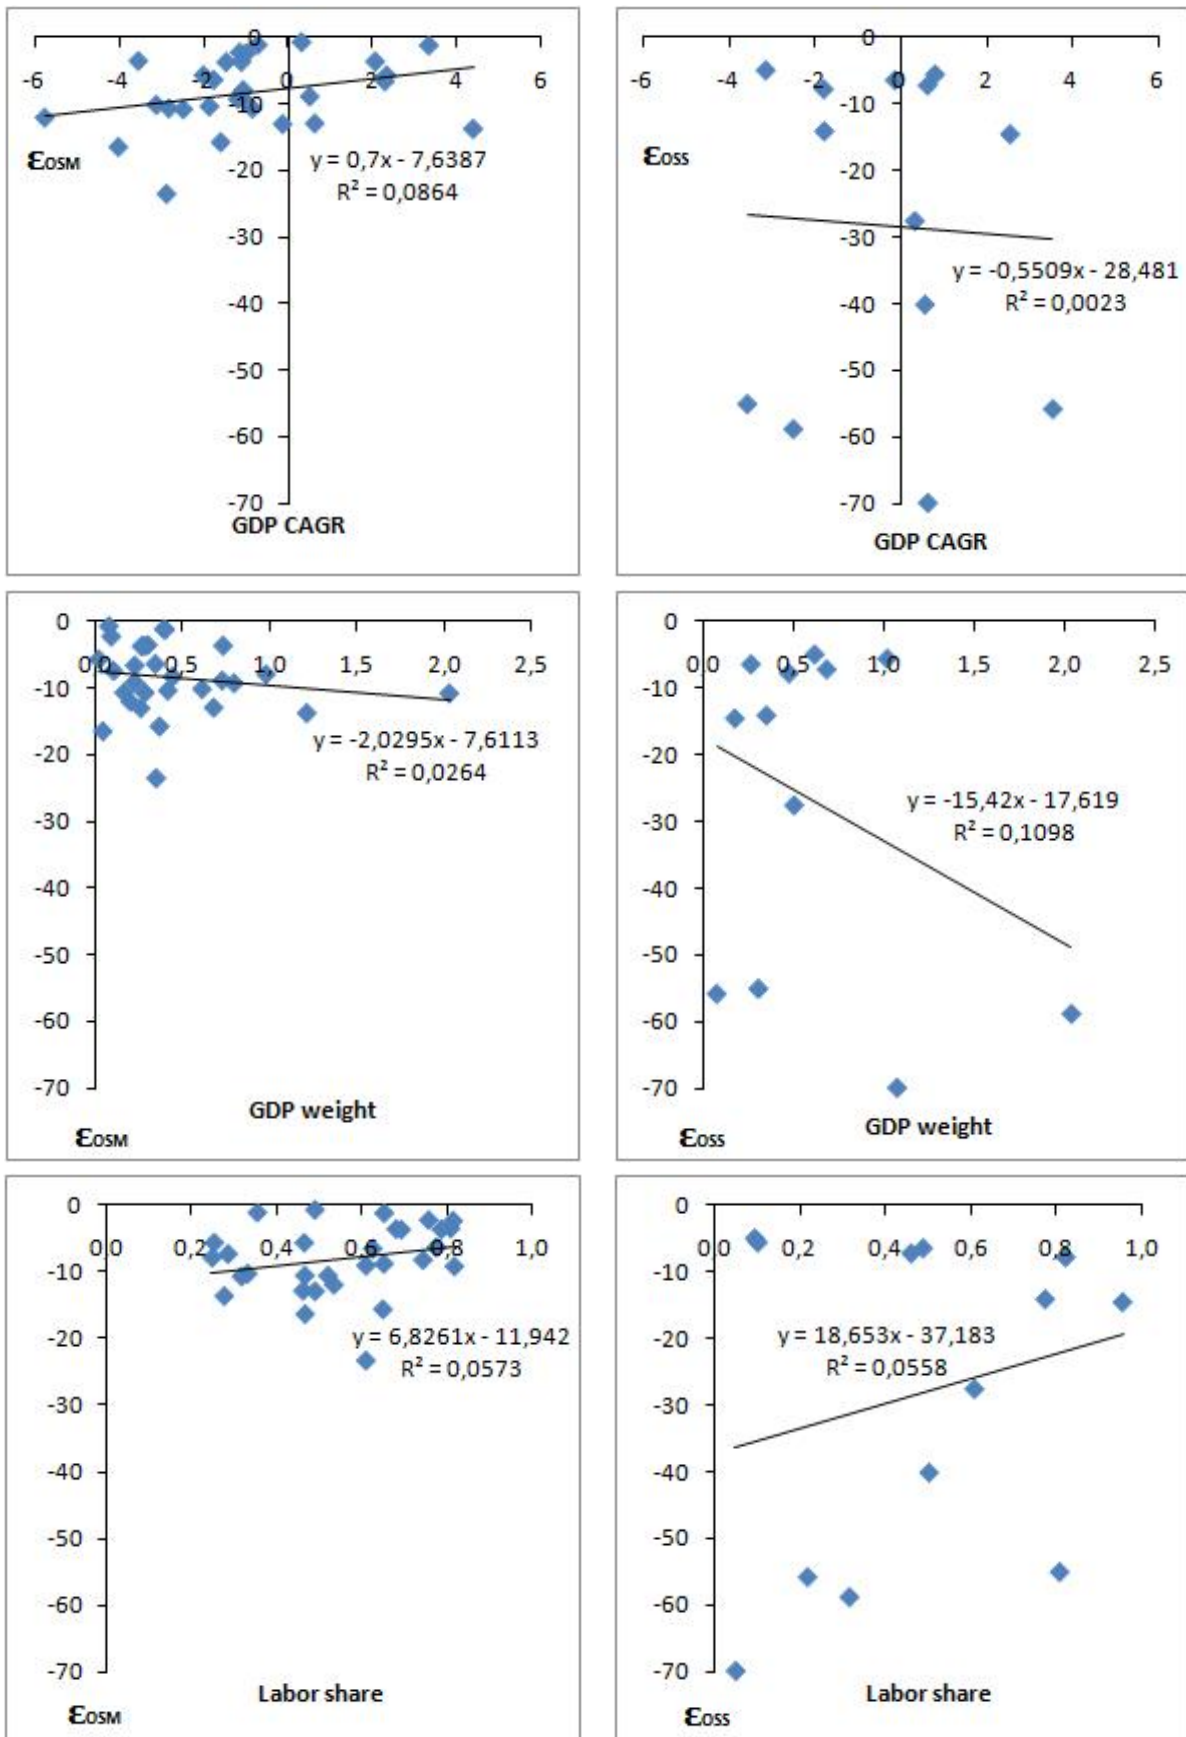 0
-6 -4 -2 0 2 4 6
-10
εOSM
y = 0,7x - 7,6387
R² = 0,0864
-20
-30
-40
-50
-60
-70
GDP CAGR
0
-6 -4 -2 0 2 4 6
-10
εOSS
-20
-30
y = -0,5509x - 28,481
R² = 0,0023
-40
-50
-60
-70
GDP CAGR
0
0,0 0,5 1,0 1,5 2,0 2,5
-10
y = -2,0295x - 7,6113
R² = 0,0264
-20
-30
-40
-50
-60
-70
GDP weight
εOSM
0
0,0 0,5 1,0 1,5 2,0 2,5
-10
-20
y = -15,42x - 17,619
R² = 0,1098
-30
-40
-50
-60
-70
GDP weight
εOSS
0
0,0 0,2 0,4 0,6 0,8 1,0
-10
-20
y = 6,8261x - 11,942
R² = 0,0573
-30
-40
-50
-60
-70
Labor share
εOSM
0
0,0 0,2 0,4 0,6 0,8 1,0
-10
-20
y = 18,653x - 37,183
R² = 0,0558
-30
-40
-50
-60
-70
Labor share
εOSS